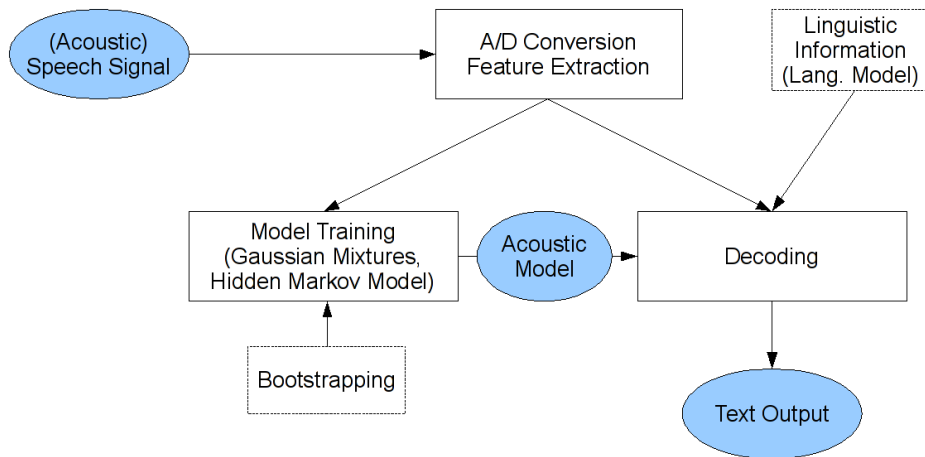 (Acoustic)
Speech Signal
A/D Conversion
Feature Extraction
Linguistic
Information
(Lang. Model)
Model Training
(Gaussian Mixtures,
Hidden Markov Model)
Acoustic
Model
Decoding
Bootstrapping
Text Output